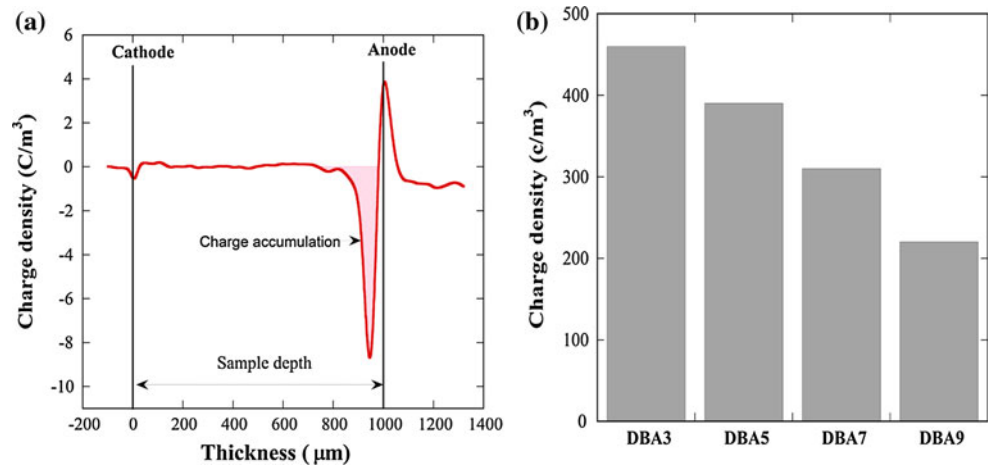 (a)
Cathode
Anode
Charge density (C/m³)
6
4
2
0
-2
-4
-6
-8
-10
Charge accumulation
Sample depth
-200 0 200 400 600 800 1000 1200 1400
Thickness (μm)
(b)
Charge density (c/m³)
500
400
300
200
100
0
DBA3 DBA5 DBA7 DBA9